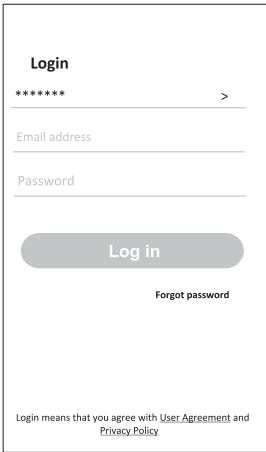 Login
*******
>
Email address
Password
Log in
Forgot password
Login means that you agree with User Agreement and
Privacy Policy